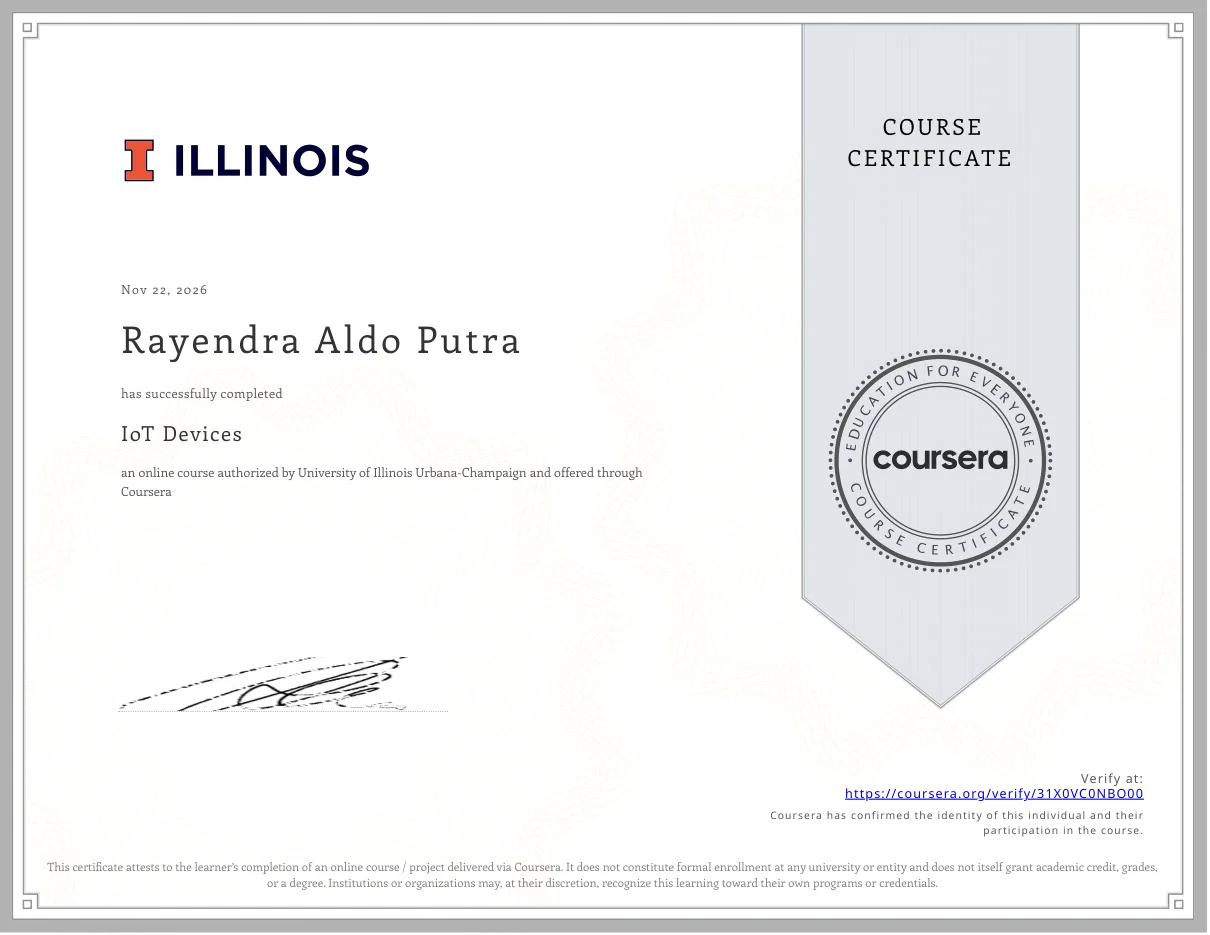 COURSE
CERTIFICATE
ILLINOIS
Nov 22, 2026
Rayendra Aldo Putra
has successfully completed
IoT Devices
an online course authorized by University of Illinois Urbana-Champaign and offered through
Coursera
EDUCATION FOR EVERYONE
coursera
COURSE CERTIFICATE
Verify at:
https://coursera.org/verify/31X0VC0NBO00
Coursera has confirmed the identity of this individual and their
participation in the course.
This certificate attests to the learner's completion of an online course / project delivered via Coursera. It does not constitute formal enrollment at any university or entity and does not itself grant academic credit, grades,
or a degree. Institutions or organizations may, at their discretion, recognize this learning toward their own programs or credentials.